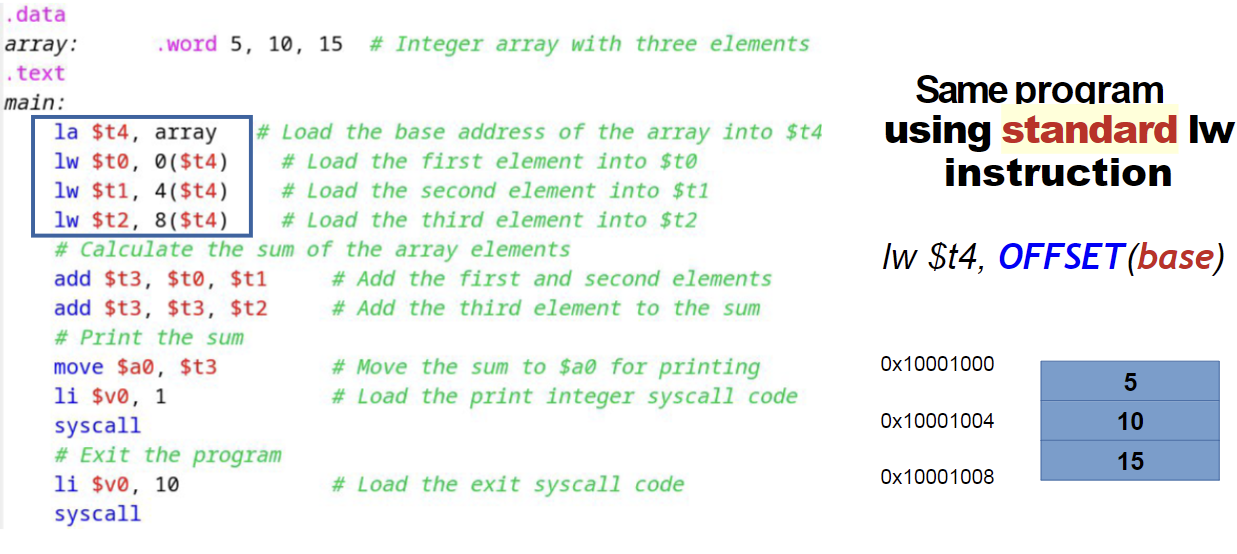 .data
array:       .word 5, 10, 15  # Integer array with three elements
.text
main:
    la $t4, array   # Load the base address of the array into $t4
    lw $t0, 0($t4)    # Load the first element into $t0
    lw $t1, 4($t4)    # Load the second element into $t1
    lw $t2, 8($t4)    # Load the third element into $t2
    # Calculate the sum of the array elements
    add $t3, $t0, $t1     # Add the first and second elements
    add $t3, $t3, $t2     # Add the third element to the sum
    # Print the sum
    move $a0, $t3         # Move the sum to $a0 for printing
    li $v0, 1             # Load the print integer syscall code
    syscall
    # Exit the program
    li $v0, 10            # Load the exit syscall code
    syscall
Same program
using standard lw
instruction
lw $t4, OFFSET(base)
0x10001000
5
0x10001004
10
15
0x10001008